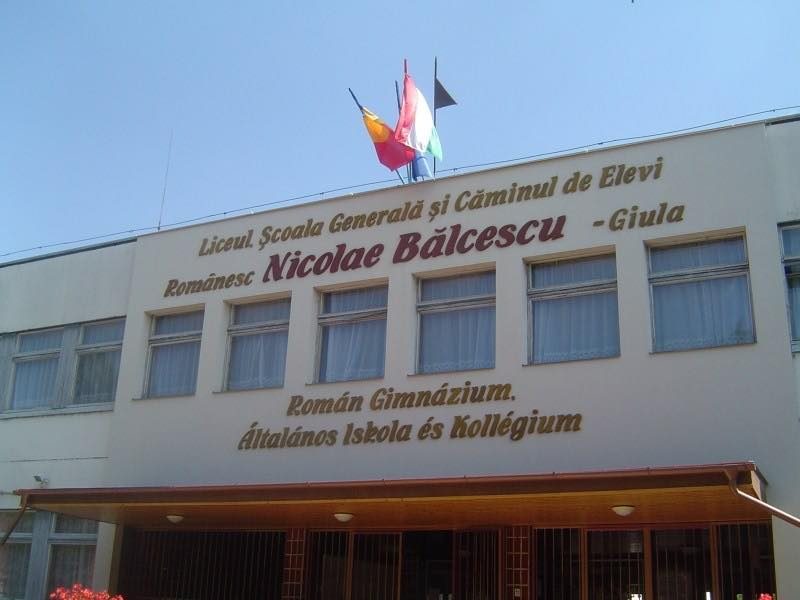 Liceul, Şcoala Generală şi Căminul de Elevi
Românesc Nicolae Bălcescu - Giula
Román Gimnázium,
Általános Iskola és Kollégium